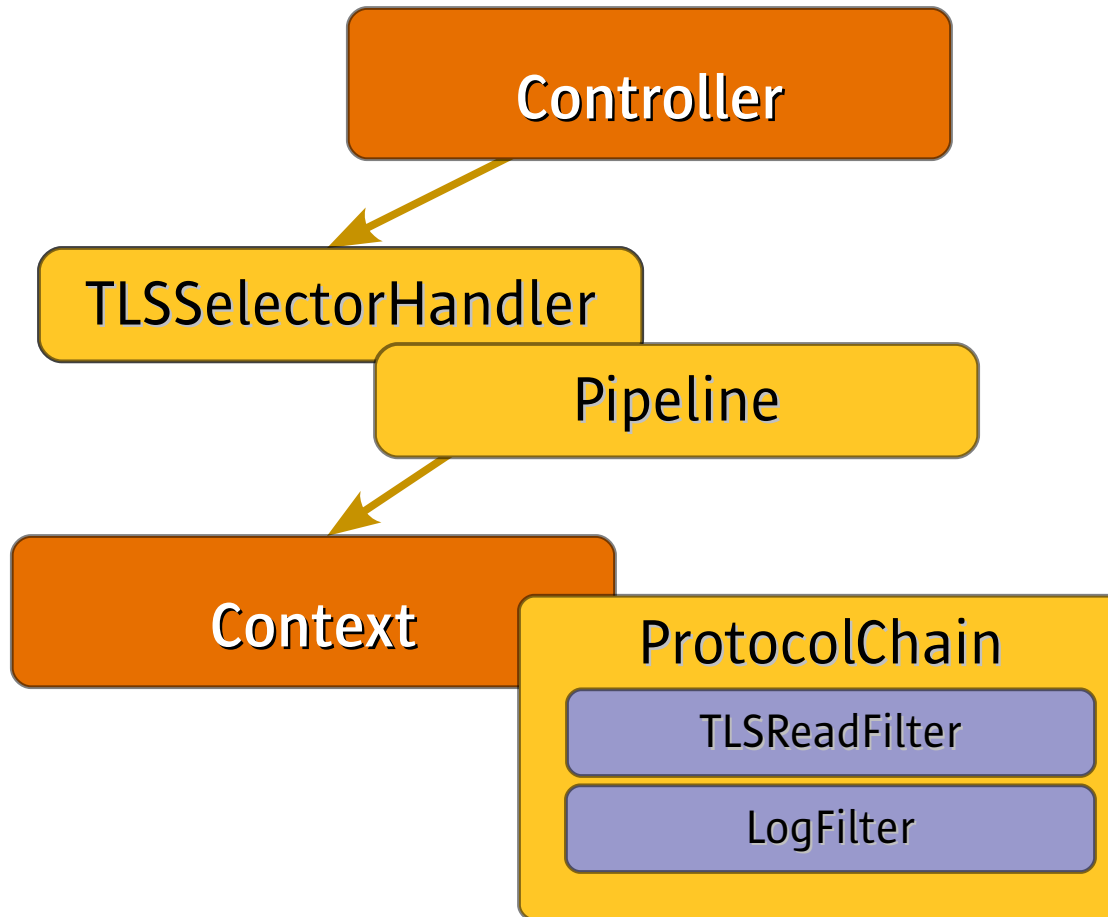 Controller
TLSSelectorHandler
Pipeline
Context
ProtocolChain
TLSReadFilter
LogFilter